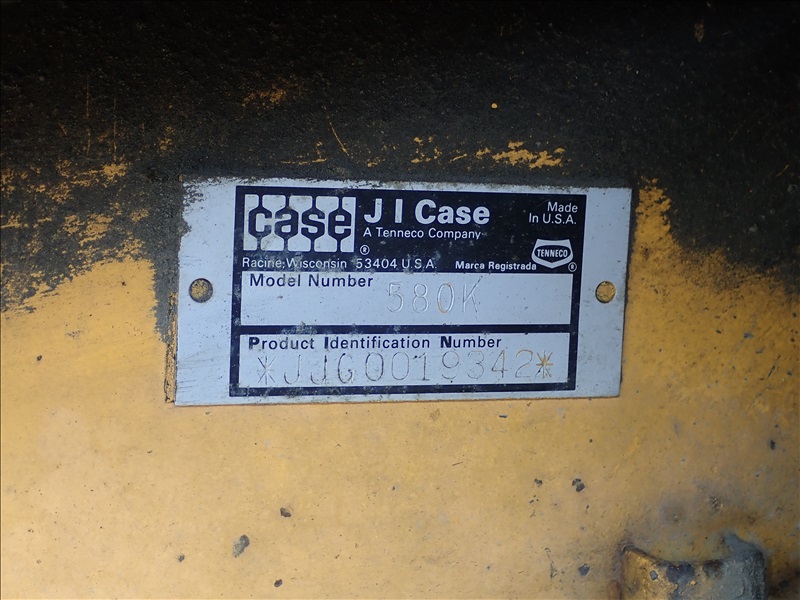 case
®
J I Case
A Tenneco Company
Made
In U.S.A.
TENNECO
®
Racine, Wisconsin 53404 U.S.A.
Marca Registrada
Model Number
580K
Product Identification Number
*JJG0019342*